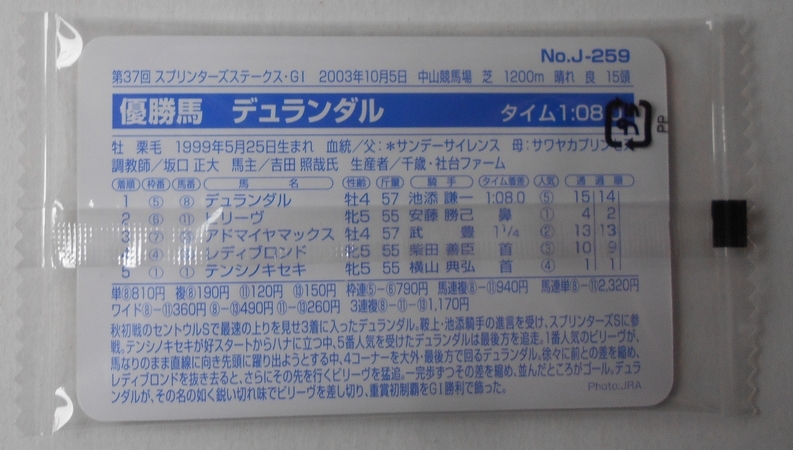 No.J-259
第37回 スプリンターズステークス・GI 2003年10月5日 中山競馬場 芝 1200m 晴れ 良 15頭
優勝馬 デュランダル タイム1:08.0
PP
牡 栗毛 1999年5月25日生まれ 血統/父:*サンデーサイレンス 母:サワヤカプリンセス
調教師/坂口 正大 馬主/吉田 照哉氏 生産者/千歳・社台ファーム
着順 枠番 馬番 馬名 性齢 斤量 騎手 タイム着差 人気 通過順
1 ⑤ ⑧ デュランダル 牡4 57 池添 謙一 1:08.0 ⑤ 15 14
2 ⑥ ⑪ ビリーヴ 牝5 55 安藤 勝己 鼻 ① 4 2
3 ⑦ ⑬ アドマイヤマックス 牡4 57 武 豊 1¼ ② 13 13
4 レディブロンド 牝5 55 柴田 善臣 首 ③ 10 9
5 ① ① テンシノキセキ 牝5 55 横山 典弘 首 ④ 1 1
単⑧810円 複⑧190円 ⑪120円 ⑬150円 枠連⑤-⑥790円 馬連複⑧-⑪940円 馬連単⑧-⑪2,320円
ワイド⑧-⑪360円⑧-⑬490円 ⑪-⑬260円 3連複⑧-⑪-⑬1,170円
秋初戦のセントウルSで最速の上りを見せ3着に入ったデュランダル。鞍上・池添騎手の進言を受け、スプリンターズSに参
戦。テンシノキセキが好スタートからハナに立つ中、5番人気を受けたデュランダルは最後方を追走。1番人気のビリーヴが、
馬なりのまま直線に向き先頭に躍り出ようとする中、4コーナーを大外・最後方で回るデュランダル。徐々に前との差を縮め、
レディブロンドを抜き去ると、さらにその先を行くビリーヴを猛追。一完歩ずつその差を縮め、並んだところがゴール。デュラ
ンダルが、その名の如く鋭い切れ味でビリーヴを差し切り、重賞初制覇をGI勝利で飾った。
Photo:JRA